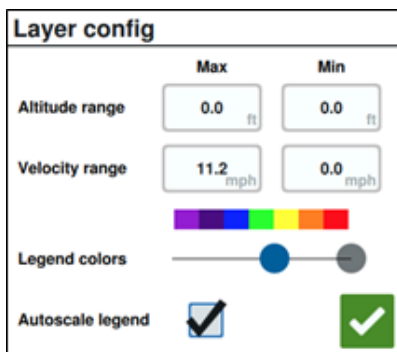 Layer config
Max Min
Altitude range 0.0 ft 0.0 ft
Velocity range 11.2 mph 0.0 mph
Legend colors
Autoscale legend